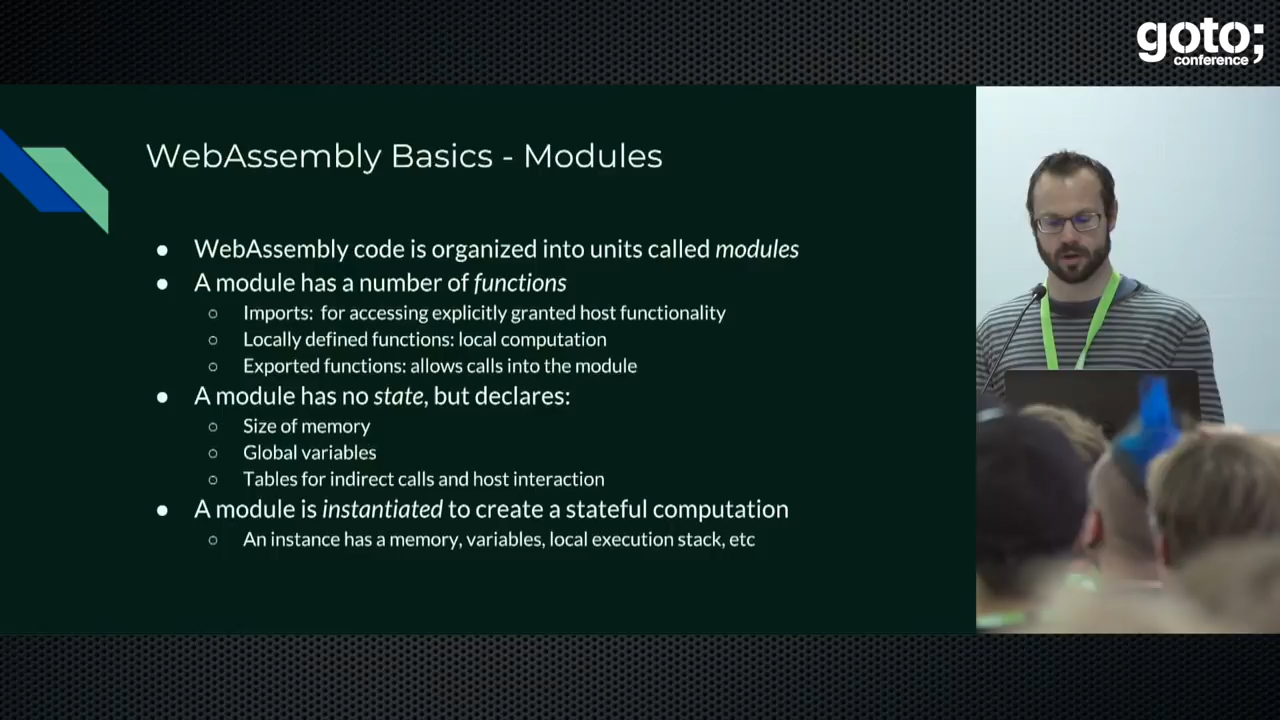 goto;
conference
WebAssembly Basics - Modules
● WebAssembly code is organized into units called modules
● A module has a number of functions
○ Imports: for accessing explicitly granted host functionality
○ Locally defined functions: local computation
○ Exported functions: allows calls into the module
● A module has no state, but declares:
○ Size of memory
○ Global variables
○ Tables for indirect calls and host interaction
● A module is instantiated to create a stateful computation
○ An instance has a memory, variables, local execution stack, etc